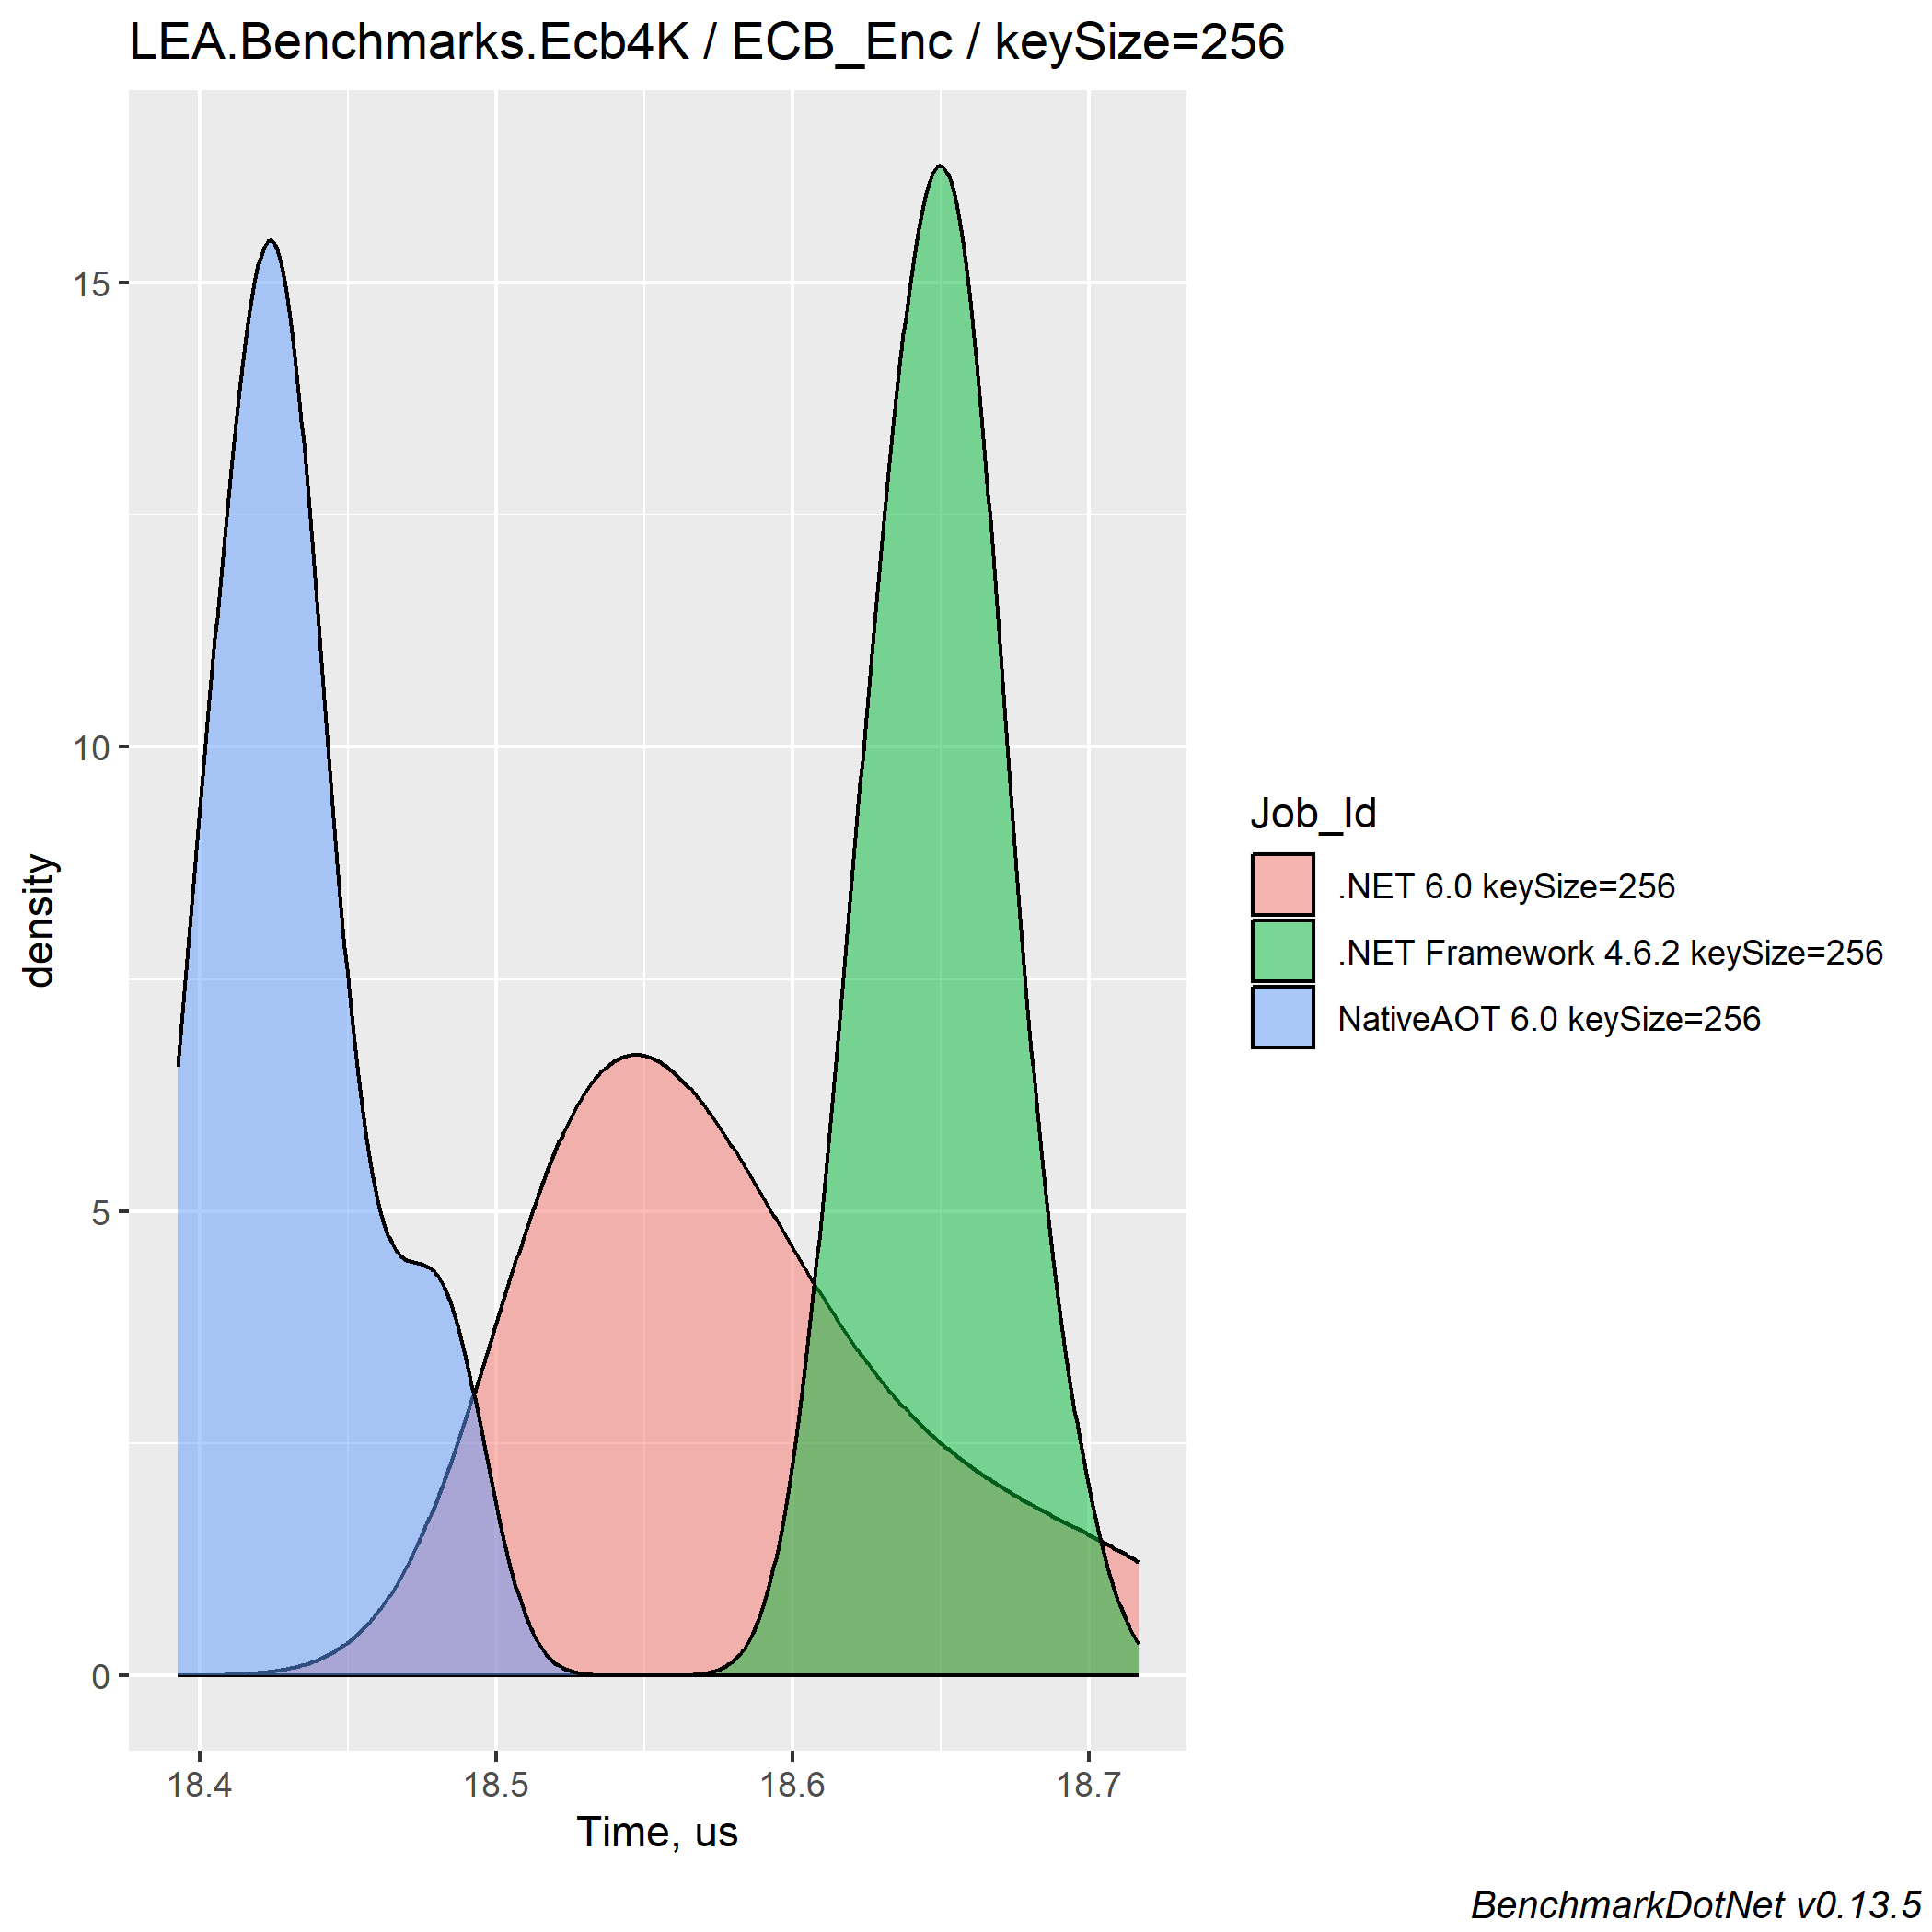 LEA.Benchmarks.Ecb4K / ECB_Enc / keySize=256
15
10
5
0
density
18.4 18.5 18.6 18.7
Time, us
Job_Id
.NET 6.0 keySize=256
.NET Framework 4.6.2 keySize=256
NativeAOT 6.0 keySize=256
BenchmarkDotNet v0.13.5